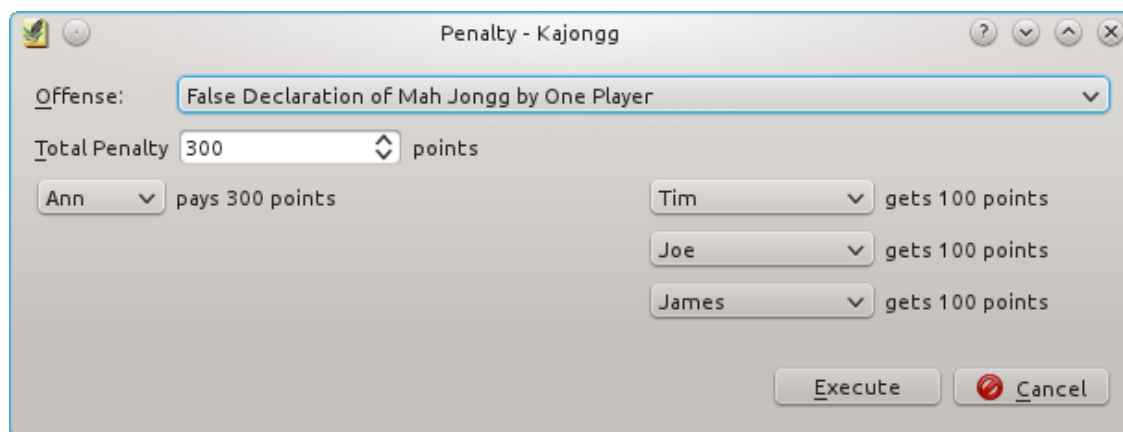 Penalty - Kajongg
Offense: False Declaration of Mah Jongg by One Player
Total Penalty 300 points
Ann pays 300 points Tim gets 100 points
Joe gets 100 points
James gets 100 points
Execute Cancel